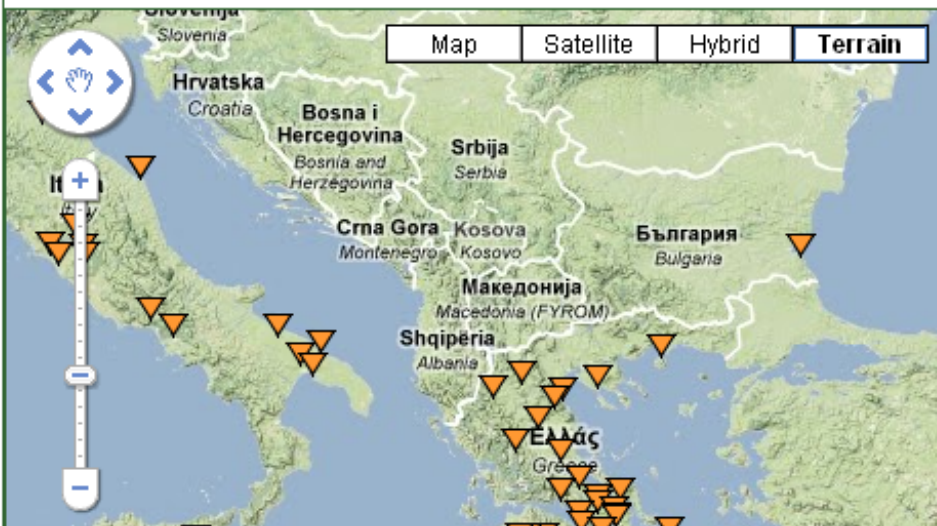 Slovenija
Slovenia
Map Satellite Hybrid Terrain
Hrvatska
Croatia
Bosna i
Hercegovina
Bosnia and
Herzegovina
Srbija
Serbia
Italy
Crna Gora
Montenegro
Kosova
Kosovo
България
Bulgaria
Македонија
Macedonia (FYROM)
Shqipëria
Albania
Ελλάς
Greece